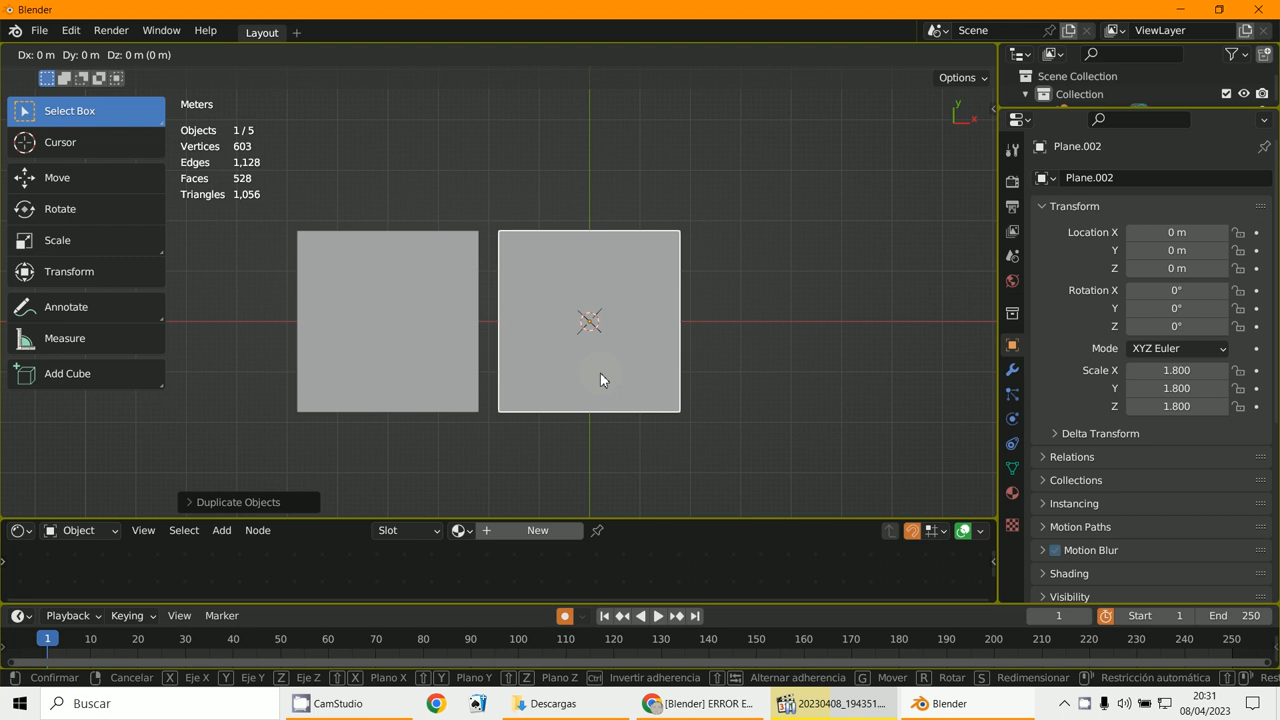 Blender
File Edit Render Window Help Layout + Scene ViewLayer
Dx: 0 m Dy: 0 m Dz: 0 m (0 m)
Options
Select Box
Cursor
Move
Rotate
Scale
Transform
Annotate
Measure
Add Cube
Meters
Objects 1 / 5
Vertices 603
Edges 1,128
Faces 528
Triangles 1,056
y
x
Duplicate Objects
Scene Collection
Collection
Plane.002
Plane.002
Transform
Location X 0 m
Y 0 m
Z 0 m
Rotation X 0°
Y 0°
Z 0°
Mode XYZ Euler
Scale X 1.800
Y 1.800
Z 1.800
Delta Transform
Relations
Collections
Instancing
Motion Paths
Motion Blur
Shading
Visibility
Object View Select Add Node Slot + New
Playback Keying View Marker 1 Start 1 End 250
1 10 20 30 40 50 60 70 80 90 100 110 120 130 140 150 160 170 180 190 200 210 220 230 240 250
Confirmar Cancelar X Eje X Y Eje Y Z Eje Z X Plano X Y Plano Y Z Plano Z Ctrl Invertir adherencia Alternar adherencia G Mover R Rotar S Redimensionar Restricción automática Rest
Buscar CamStudio Descargas [Blender] ERROR E... 20230408_194351.... Blender 20:31
08/04/2023